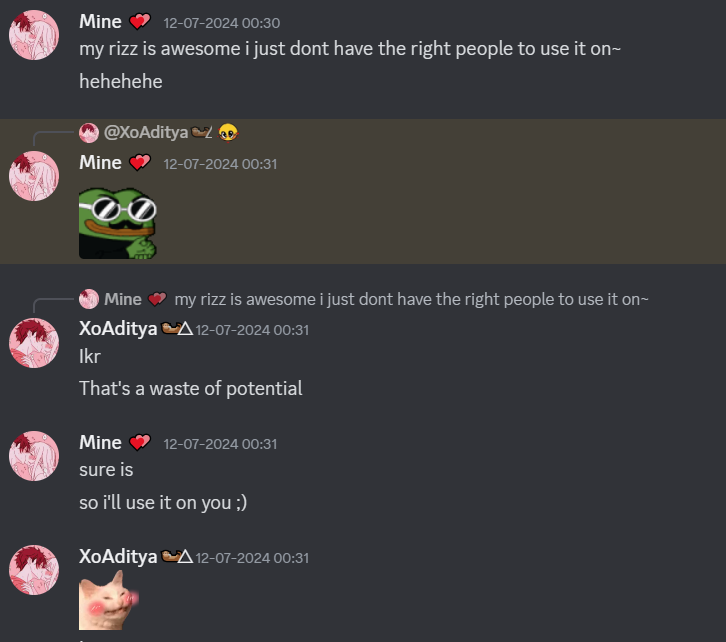 Mine 12-07-2024 00:30
my rizz is awesome i just dont have the right people to use it on~
hehehehe
@XoAditya
Mine 12-07-2024 00:31
Mine my rizz is awesome i just dont have the right people to use it on~
XoAditya 12-07-2024 00:31
Ikr
That's a waste of potential
Mine 12-07-2024 00:31
sure is
so i'll use it on you ;)
XoAditya 12-07-2024 00:31